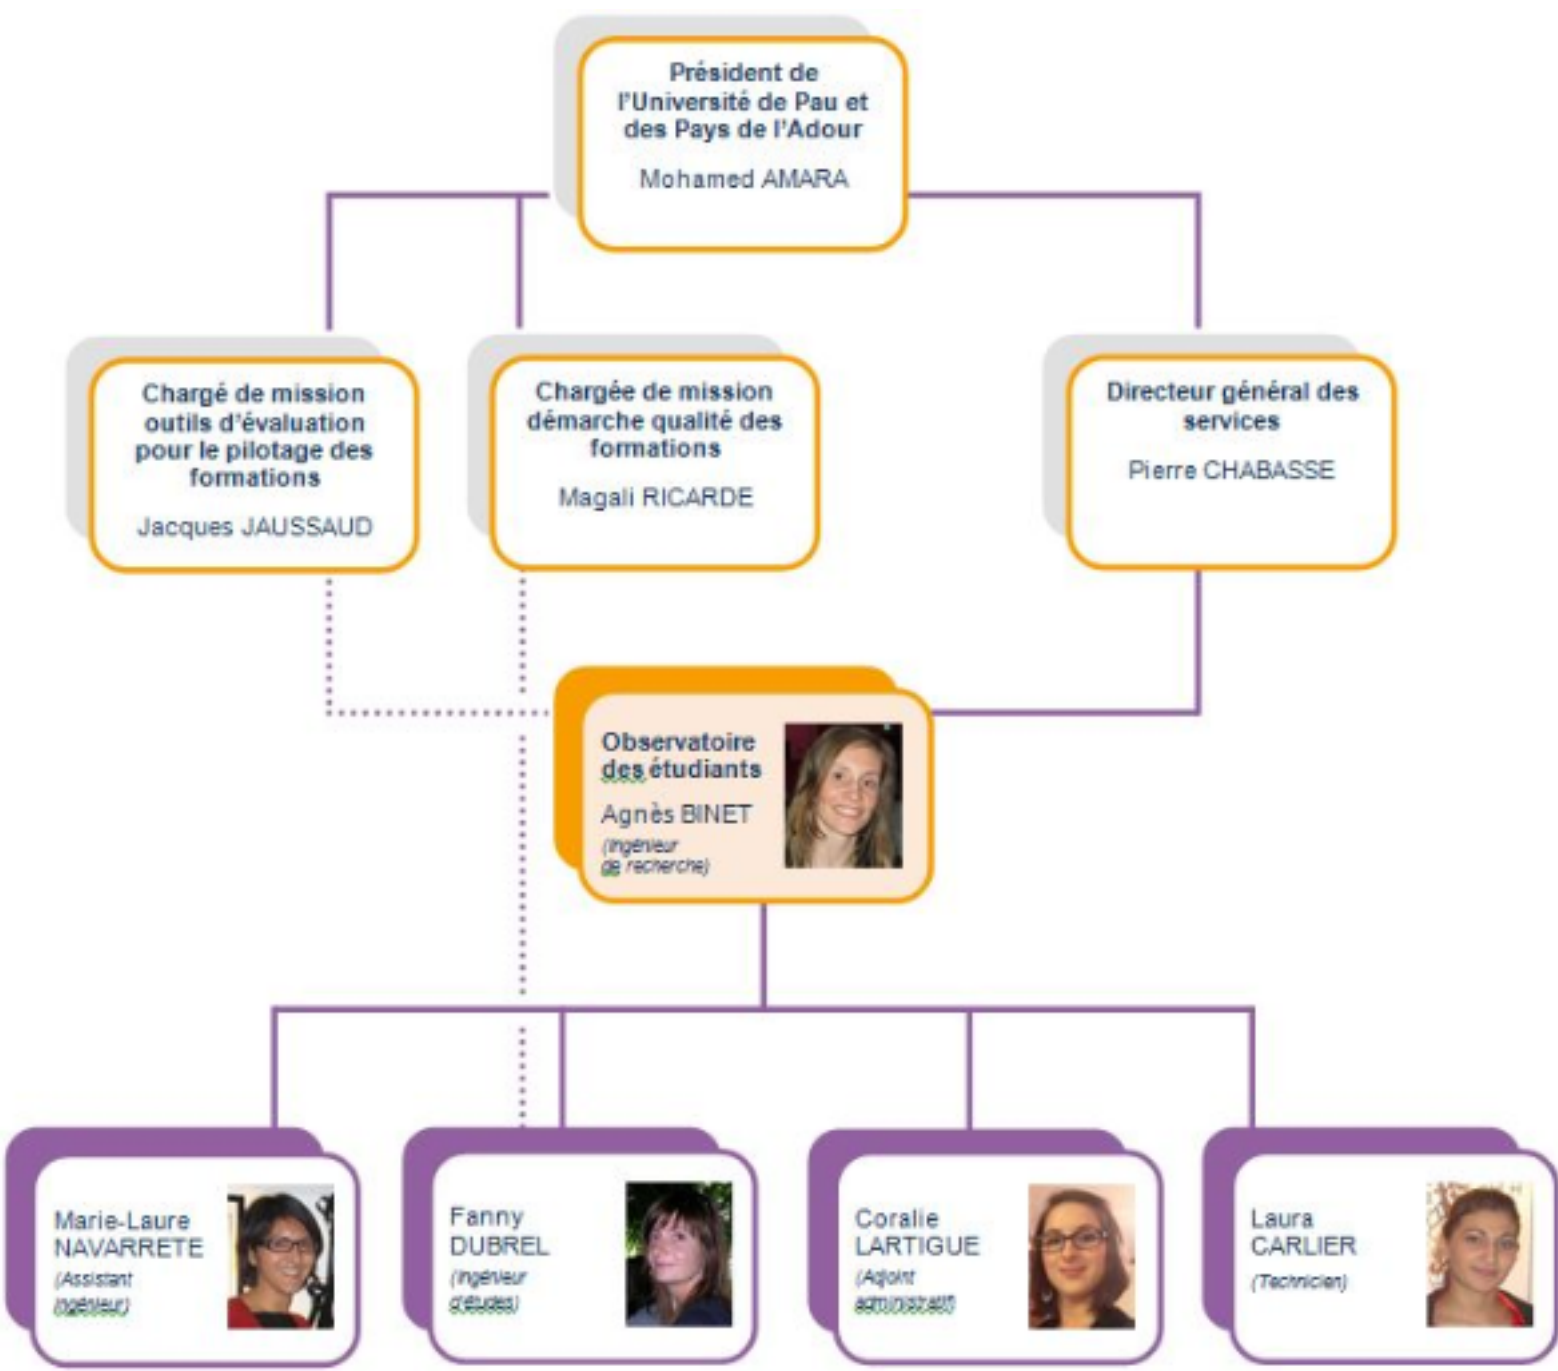 Président de
l'Université de Pau et
des Pays de l'Adour
Mohamed AMARA
Chargé de mission
outils d'évaluation
pour le pilotage des
formations
Jacques JAUSSAUD
Chargée de mission
démarche qualité des
formations
Magali RICARDE
Directeur général des
services
Pierre CHABASSE
Observatoire
des étudiants
Agnès BINET
(Ingénieur
de recherche)
Marie-Laure
NAVARRETE
(Assistant
ingénieur)
Fanny
DUBREL
(Ingénieur
d'études)
Coralie
LARTIGUE
(Adjoint
administratif)
Laura
CARLIER
(Technicien)